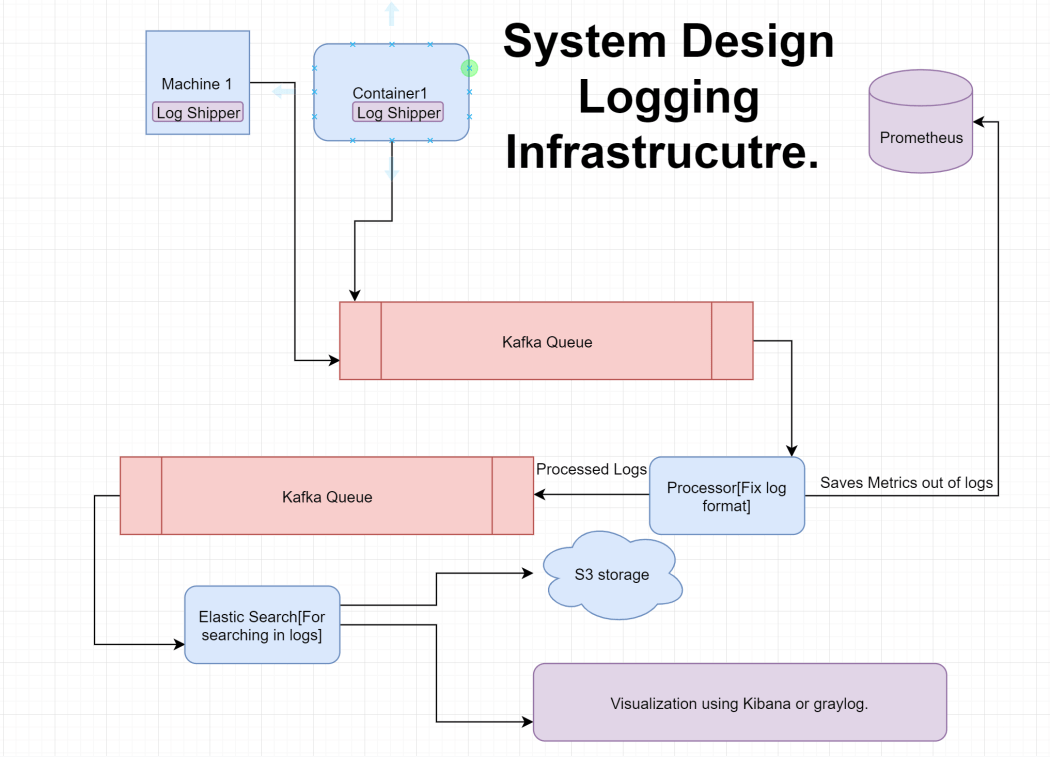 System Design
Logging
Infrastrucutre.
Machine 1
Log Shipper
Container1
Log Shipper
Prometheus
Kafka Queue
Processed Logs
Kafka Queue
Processor[Fix log
format]
Saves Metrics out of logs
S3 storage
Elastic Search[For
searching in logs]
Visualization using Kibana or graylog.